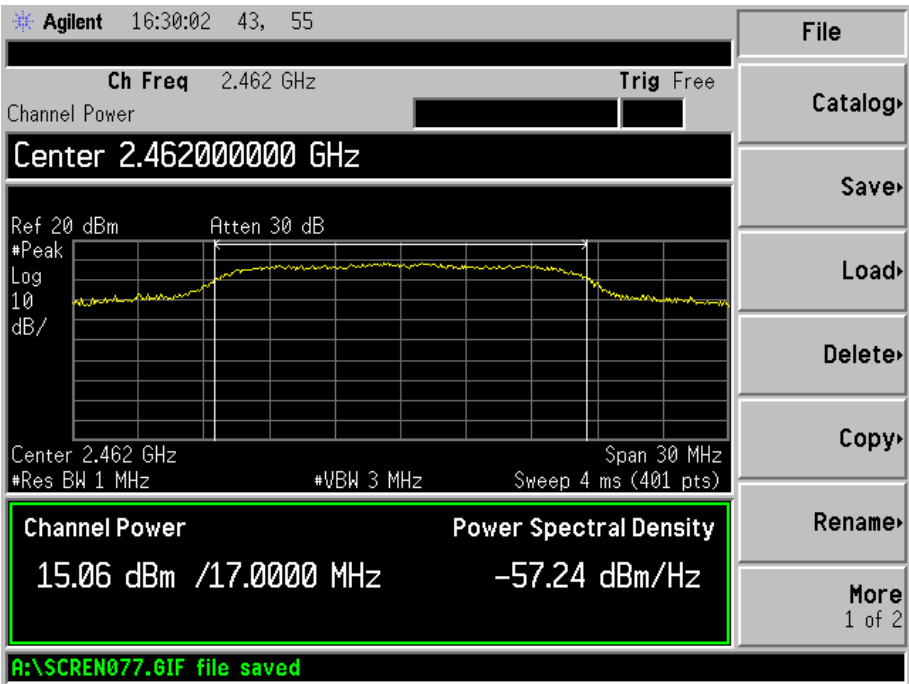 Agilent 16:30:02 43, 55
File
Ch Freq 2.462 GHz Trig Free
Channel Power
Catalog
Center 2.462000000 GHz
Save
Ref 20 dBm Atten 30 dB
#Peak
Log
10
dB/
Load
Delete
Copy
Center 2.462 GHz Span 30 MHz
#Res BW 1 MHz #VBW 3 MHz Sweep 4 ms (401 pts)
Channel Power Power Spectral Density
Rename
15.06 dBm /17.0000 MHz -57.24 dBm/Hz
More
1 of 2
A:\SCREN077.GIF file saved